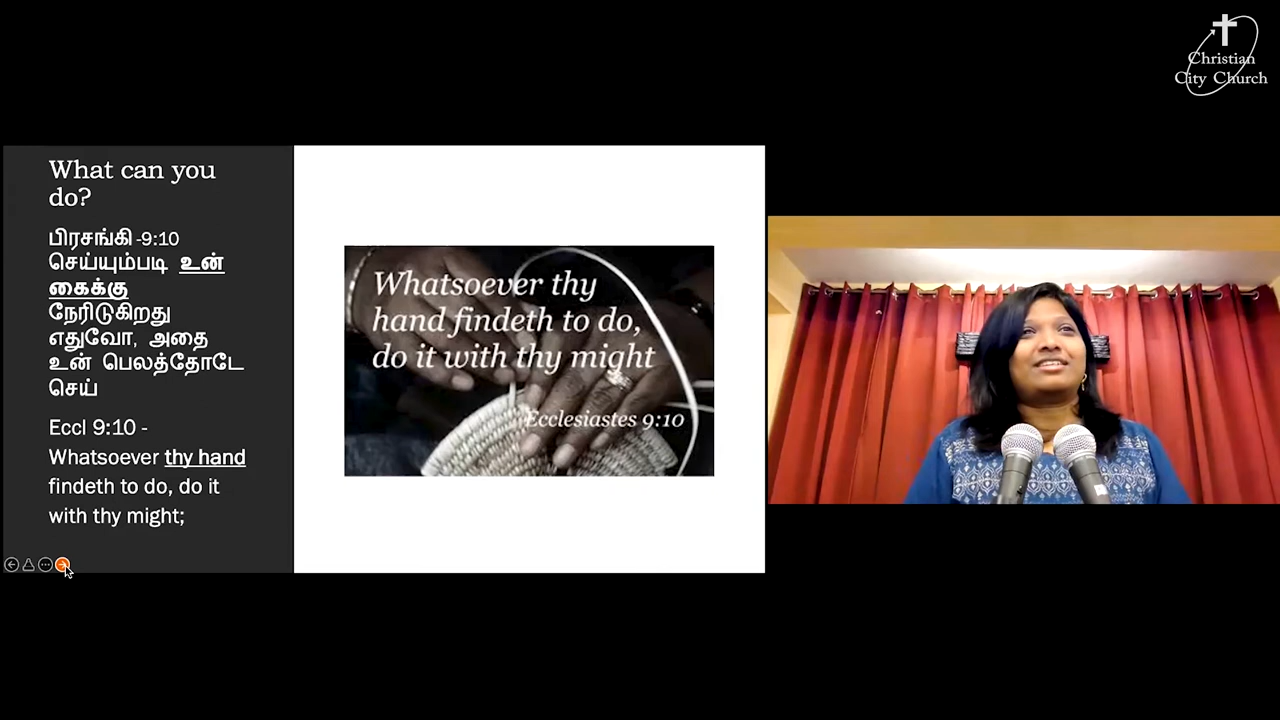 Christian
City Church
What can you
do?
பிரசங்கி -9:10
செய்யும்படி உன்
கைக்கு
நேரிடுகிறது
எதுவோ, அதை
உன் பெலத்தோடே
செய்
Eccl 9:10 -
Whatsoever thy hand
findeth to do, do it
with thy might;
Whatsoever thy
hand findeth to do,
do it with thy might
Ecclesiastes 9:10